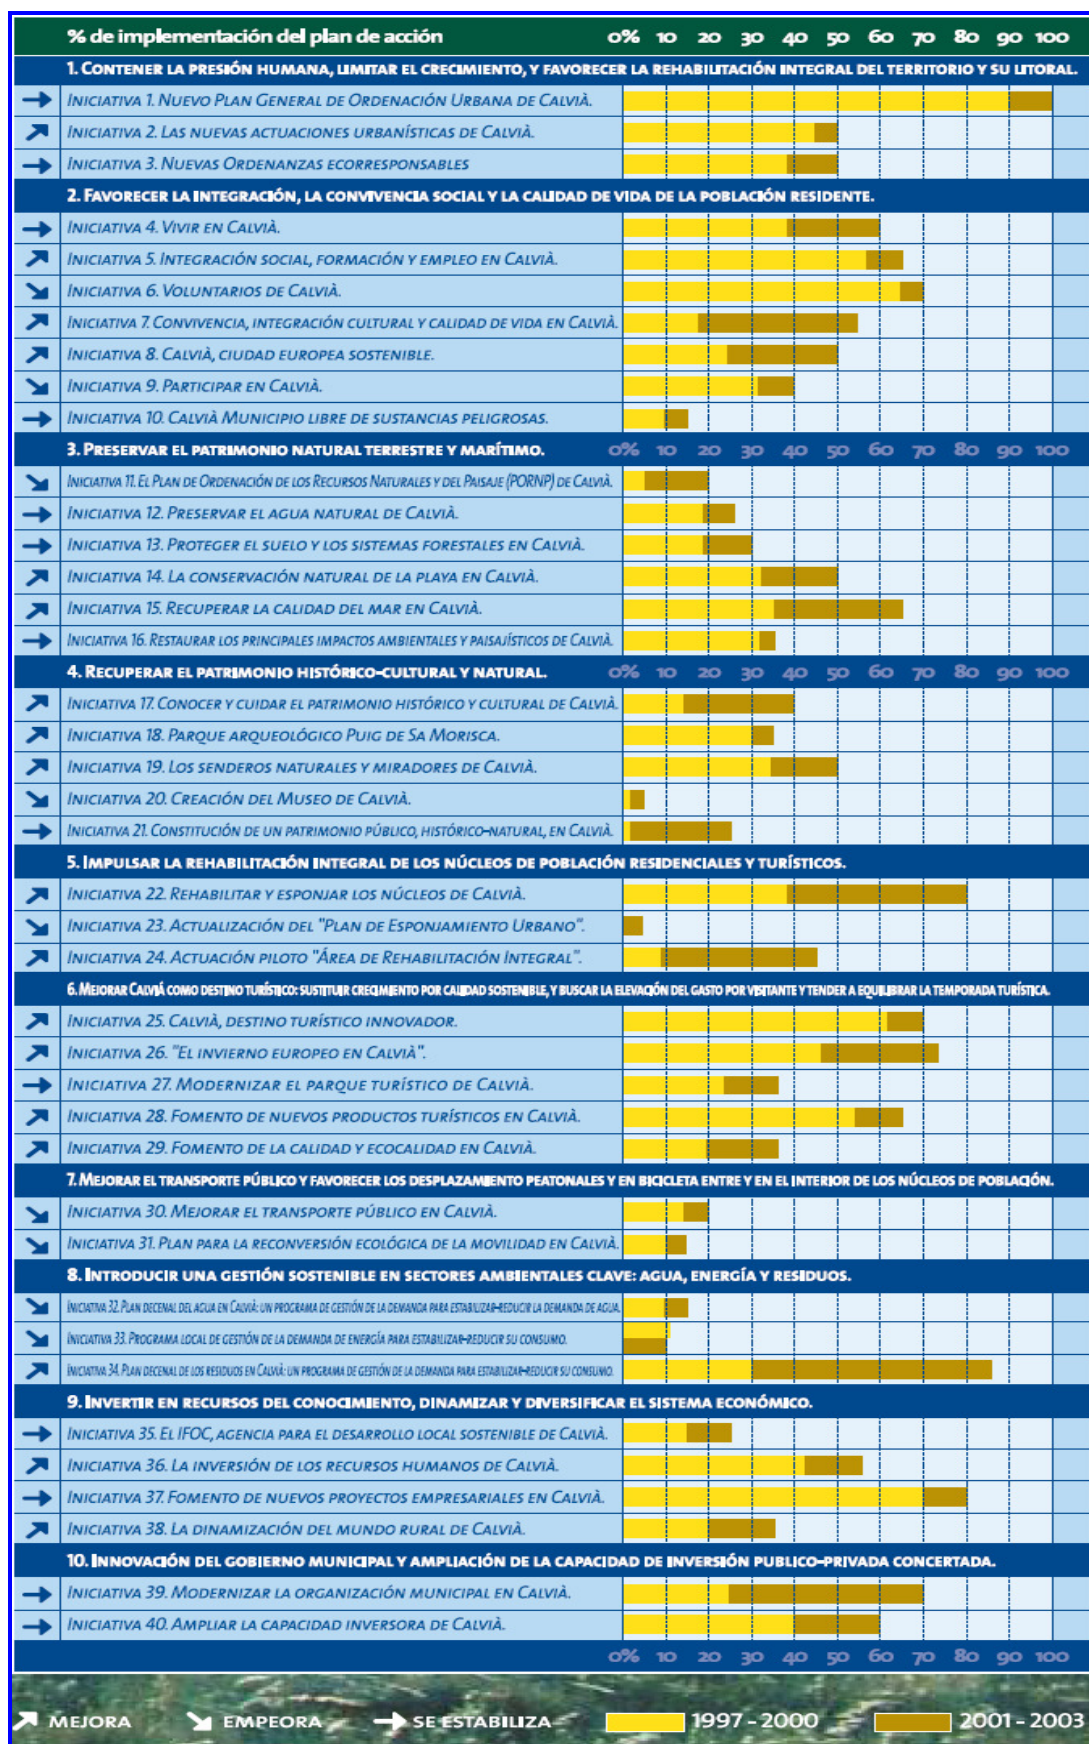 % de implementación del plan de acción 0% 10 20 30 40 50 60 70 80 90 100
1. Contener la presión humana, limitar el crecimiento, y favorecer la rehabilitación integral del territorio y su litoral.
Iniciativa 1. Nuevo Plan General de Ordenación Urbana de Calvià.
Iniciativa 2. Las nuevas actuaciones urbanísticas de Calvià.
Iniciativa 3. Nuevas Ordenanzas ecorresponsables
2. Favorecer la integración, la convivencia social y la calidad de vida de la población residente.
Iniciativa 4. Vivir en Calvià.
Iniciativa 5. Integración social, formación y empleo en Calvià.
Iniciativa 6. Voluntarios de Calvià.
Iniciativa 7. Convivencia, integración cultural y calidad de vida en Calvià.
Iniciativa 8. Calvià, ciudad europea sostenible.
Iniciativa 9. Participar en Calvià.
Iniciativa 10. Calvià Municipio libre de sustancias peligrosas.
3. Preservar el patrimonio natural terrestre y marítimo. 0% 10 20 30 40 50 60 70 80 90 100
Iniciativa 11. El Plan de Ordenación de los Recursos Naturales y del Paisaje (PORNP) de Calvià.
Iniciativa 12. Preservar el agua natural de Calvià.
Iniciativa 13. Proteger el suelo y los sistemas forestales en Calvià.
Iniciativa 14. La conservación natural de la playa en Calvià.
Iniciativa 15. Recuperar la calidad del mar en Calvià.
Iniciativa 16. Restaurar los principales impactos ambientales y paisajísticos de Calvià.
4. Recuperar el patrimonio histórico-cultural y natural. 0% 10 20 30 40 50 60 70 80 90 100
Iniciativa 17. Conocer y cuidar el patrimonio histórico y cultural de Calvià.
Iniciativa 18. Parque arqueológico Puig de Sa Morisca.
Iniciativa 19. Los senderos naturales y miradores de Calvià.
Iniciativa 20. Creación del Museo de Calvià.
Iniciativa 21. Constitución de un patrimonio público, histórico-natural, en Calvià.
5. Impulsar la rehabilitación integral de los núcleos de población residenciales y turísticos.
Iniciativa 22. Rehabilitar y esponjar los núcleos de Calvià.
Iniciativa 23. Actualización del "Plan de Esponjamiento Urbano".
Iniciativa 24. Actuación piloto "Área de Rehabilitación Integral".
6. Mejorar Calviá como destino turístico: sustituir crecimiento por calidad sostenible, y buscar la elevación del gasto por visitante y tender a equilibrar la temporada turística.
Iniciativa 25. Calvià, destino turístico innovador.
Iniciativa 26. "El invierno europeo en Calvià".
Iniciativa 27. Modernizar el parque turístico de Calvià.
Iniciativa 28. Fomento de nuevos productos turísticos en Calvià.
Iniciativa 29. Fomento de la calidad y ecocalidad en Calvià.
7. Mejorar el transporte público y favorecer los desplazamiento peatonales y en bicicleta entre y en el interior de los núcleos de población.
Iniciativa 30. Mejorar el transporte público en Calvià.
Iniciativa 31. Plan para la reconversión ecológica de la movilidad en Calvià.
8. Introducir una gestión sostenible en sectores ambientales clave: agua, energía y residuos.
Iniciativa 32. Plan decenal del agua en Calvià: un programa de gestión de la demanda para estabilizar-reducir la demanda de agua.
Iniciativa 33. Programa local de gestión de la demanda de energía para estabilizar-reducir su consumo.
Iniciativa 34. Plan decenal de los residuos en Calvià: un programa de gestión de la demanda para estabilizar-reducir su consumo.
9. Invertir en recursos del conocimiento, dinamizar y diversificar el sistema económico.
Iniciativa 35. El IFOC, agencia para el desarrollo local sostenible de Calvià.
Iniciativa 36. La inversión de los recursos humanos de Calvià.
Iniciativa 37. Fomento de nuevos proyectos empresariales en Calvià.
Iniciativa 38. La dinamización del mundo rural de Calvià.
10. Innovación del gobierno municipal y ampliación de la capacidad de inversión publico-privada concertada.
Iniciativa 39. Modernizar la organización municipal en Calvià.
Iniciativa 40. Ampliar la capacidad inversora de Calvià.
0% 10 20 30 40 50 60 70 80 90 100
MEJORA EMPEORA SE ESTABILIZA 1997 - 2000 2001 - 2003